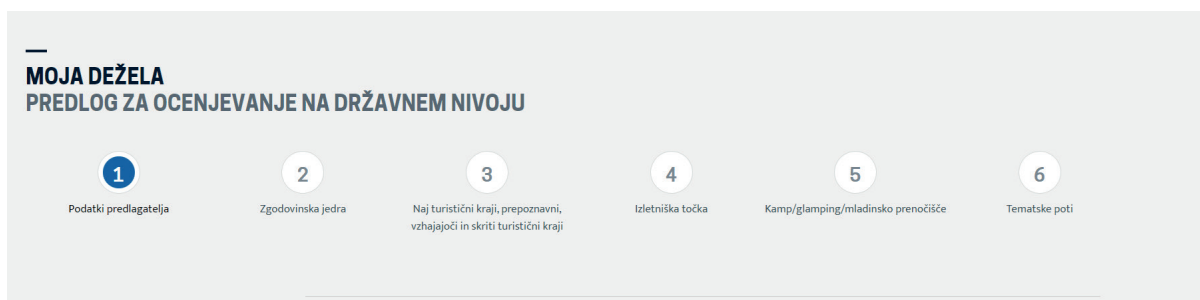 MOJA DEŽELA
PREDLOG ZA OCENJEVANJE NA DRŽAVNEM NIVOJU
1
Podatki predlagatelja
2
Zgodovinska jedra
3
Naj turistični kraji, prepoznavni,
vzhajajoči in skriti turistični kraji
4
Izletniška točka
5
Kamp/glamping/mladinsko prenočišče
6
Tematske poti